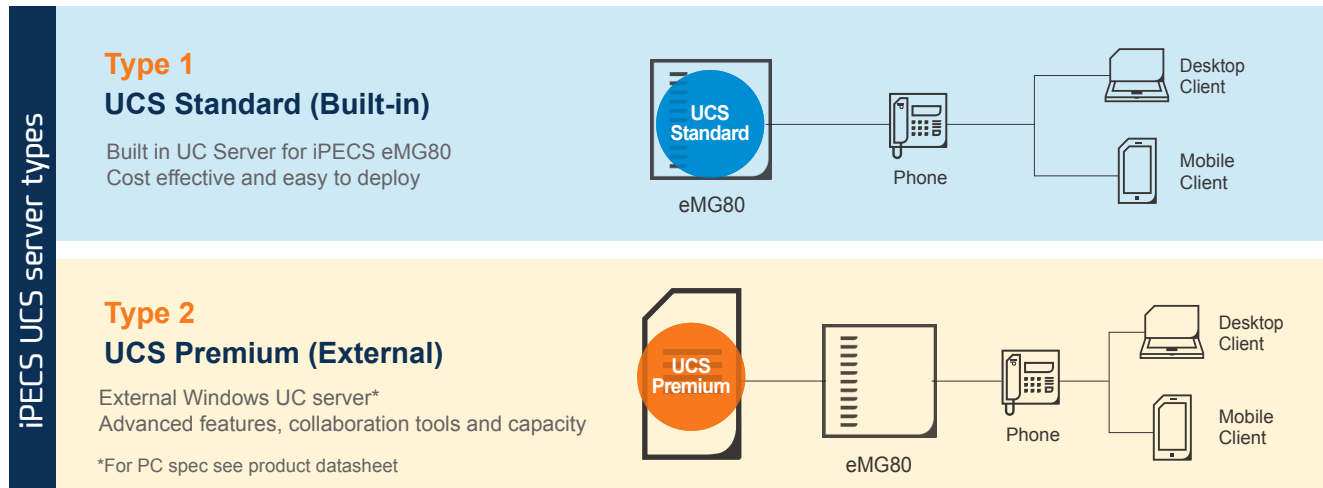 iPECS UCS server types
Type 1
UCS Standard (Built-in)
Built in UC Server for iPECS eMG80
Cost effective and easy to deploy
UCS
Standard
eMG80
Phone
Desktop
Client
Mobile
Client
Type 2
UCS Premium (External)
External Windows UC server*
Advanced features, collaboration tools and capacity
*For PC spec see product datasheet
UCS
Premium
eMG80
Phone
Desktop
Client
Mobile
Client